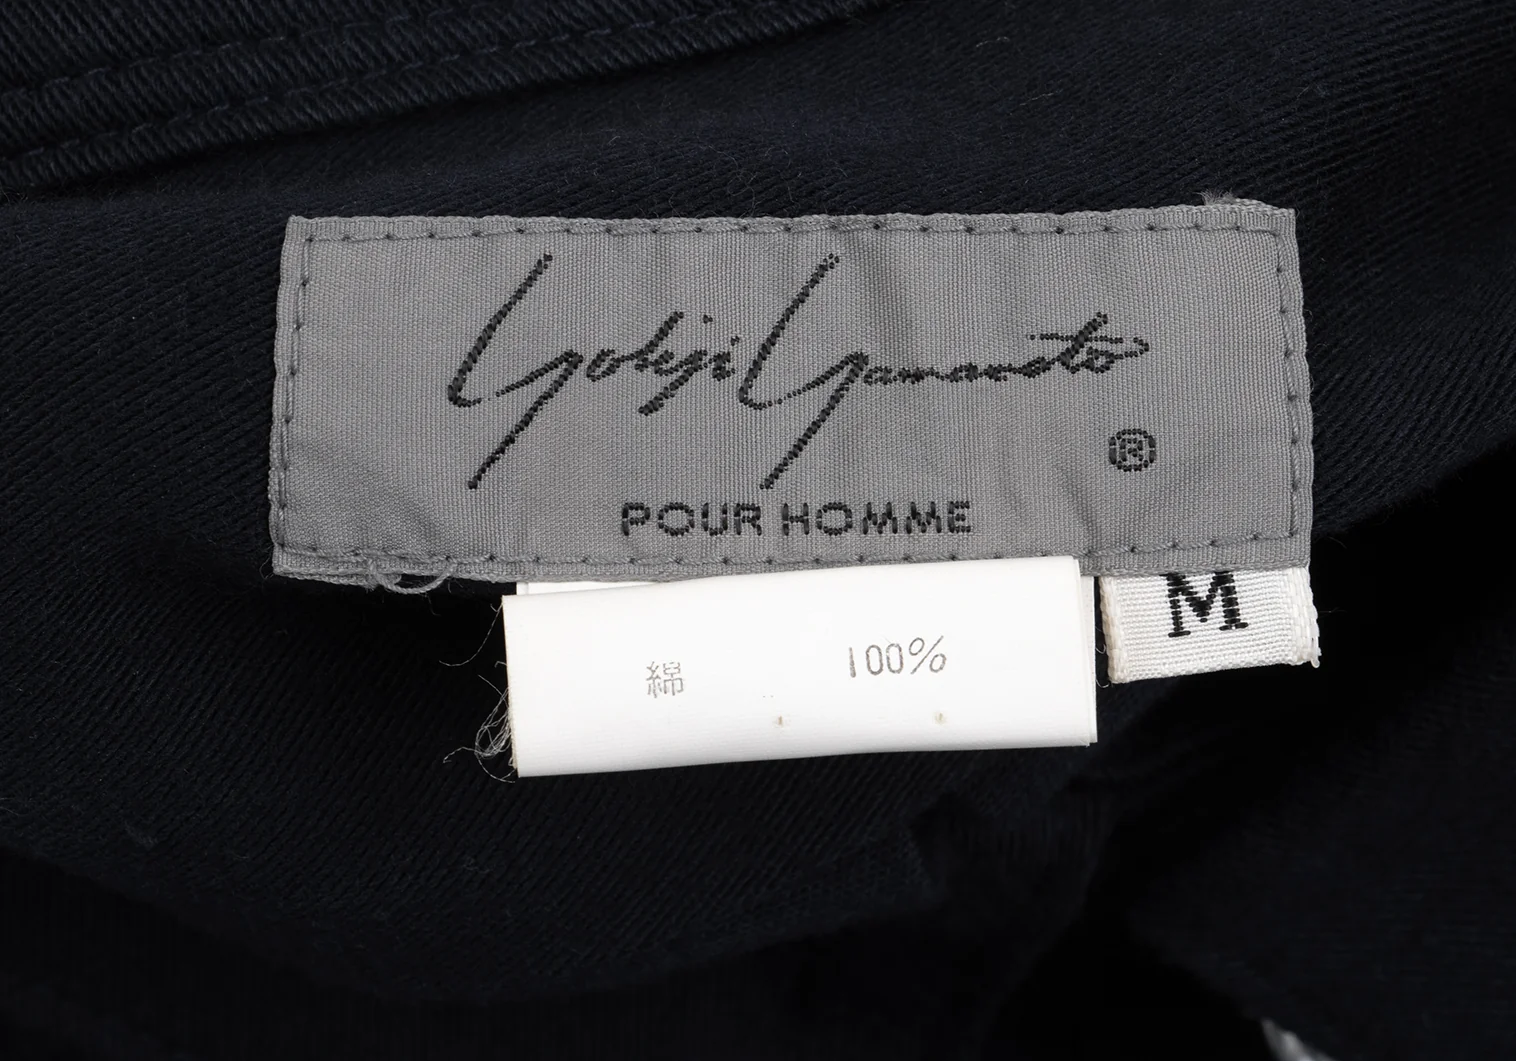 Yohji Yamamoto
®
POUR HOMME
M
綿 100%